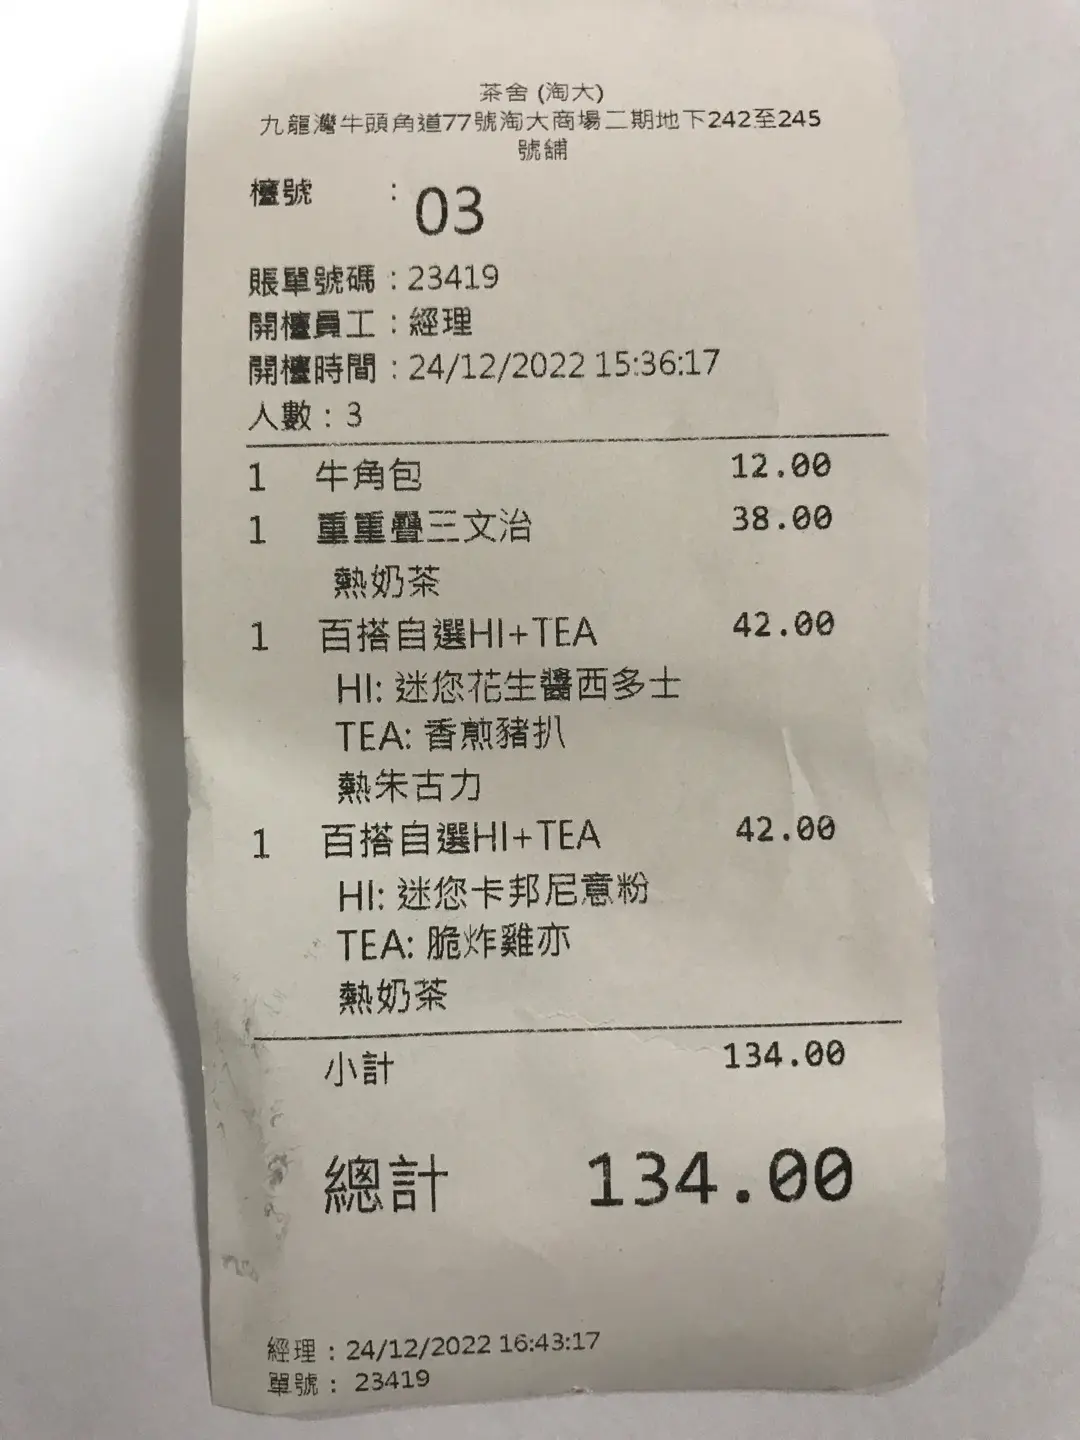 茶舍 (淘大)
九龍灣牛頭角道77號淘大商場二期地下242至245
號舖
檯號 : 03
賬單號碼 : 23419
開檯員工 : 經理
開檯時間 : 24/12/2022 15:36:17
人數 : 3
1 牛角包 12.00
1 重重疊三文治 38.00
熱奶茶
1 百搭自選HI+TEA 42.00
HI: 迷您花生醬西多士
TEA: 香煎豬扒
熱朱古力
1 百搭自選HI+TEA 42.00
HI: 迷您卡邦尼意粉
TEA: 脆炸雞亦
熱奶茶
小計 134.00
總計 134.00
經理 : 24/12/2022 16:43:17
單號 : 23419